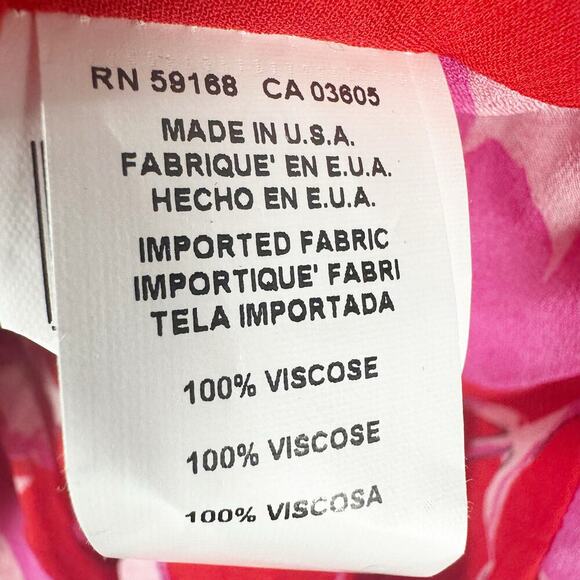 RN 59168 CA 03605
MADE IN U.S.A.
FABRIQUE' EN E.U.A.
HECHO EN E.U.A.
IMPORTED FABRIC
IMPORTIQUE' FABRI
TELA IMPORTADA
100% VISCOSE
100% VISCOSE
100% VISCOSA